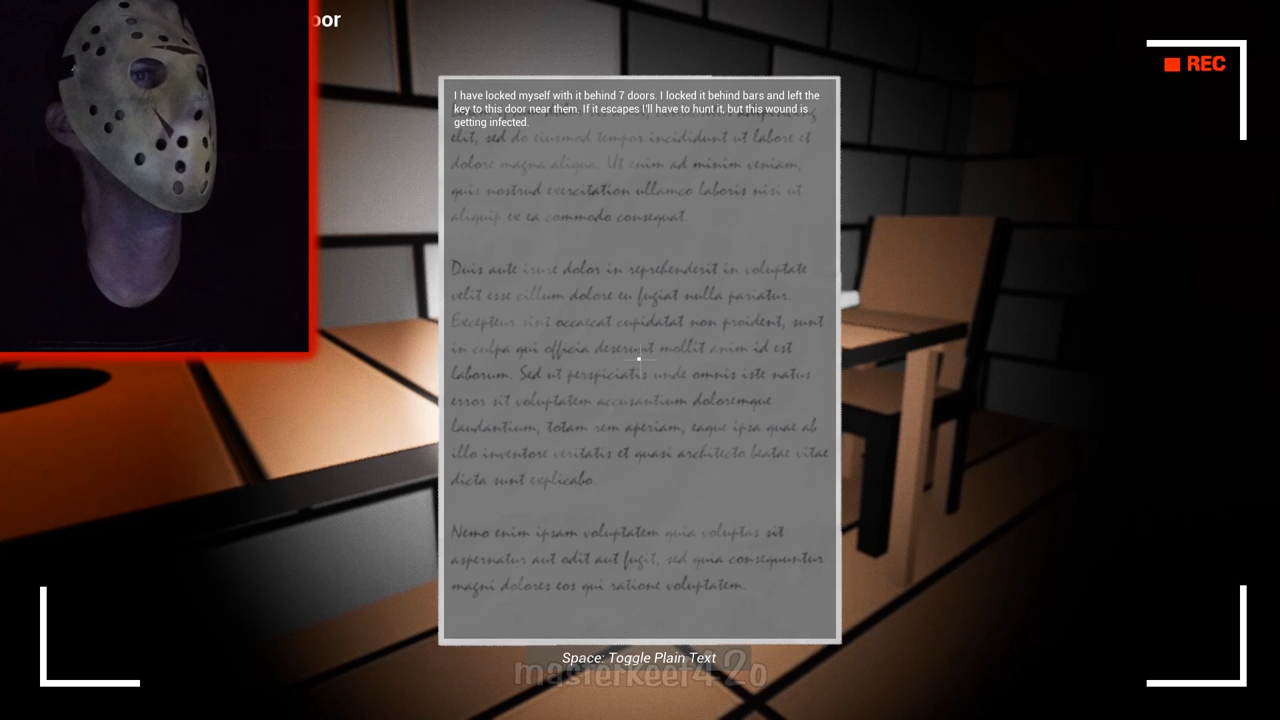 oor
REC
I have locked myself with it behind 7 doors. I locked it behind bars and left the
key to this door near them. If it escapes I'll have to hunt it, but this wound is
getting infected.
elit, sed do eiusmod tempor incididunt ut labore et
dolore magna aliqua. Ut enim ad minim veniam,
quis nostrud exercitation ullamco laboris nisi ut
aliquip ex ea commodo consequat.
Duis aute irure dolor in reprehenderit in voluptate
velit esse cillum dolore eu fugiat nulla pariatur.
Excepteur sint occaecat cupidatat non proident, sunt
in culpa qui officia deserunt mollit anim id est
laborum. Sed ut perspiciatis unde omnis iste natus
error sit voluptatem accusantium doloremque
laudantium, totam rem aperiam, eaque ipsa quae ab
illo inventore veritatis et quasi architecto beatae vitae
dicta sunt explicabo.
Nemo enim ipsam voluptatem quia voluptas sit
aspernatur aut odit aut fugit, sed quia consequuntur
magni dolores eos qui ratione voluptatem.
Space: Toggle Plain Text
masterkeef420